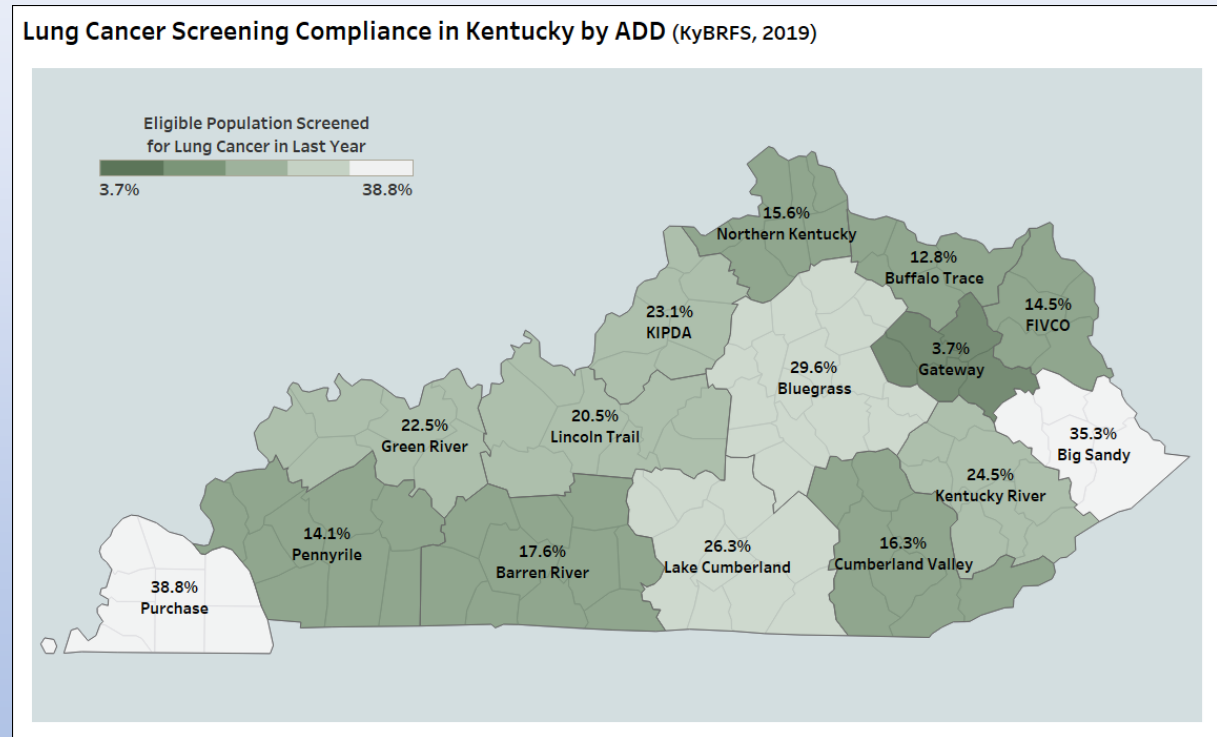 Lung Cancer Screening Compliance in Kentucky by ADD (KyBRFS, 2019)
Eligible Population Screened
for Lung Cancer in Last Year
3.7%
38.8%
15.6%
Northern Kentucky
12.8%
Buffalo Trace
14.5%
FIVCO
23.1%
KIPDA
3.7%
Gateway
29.6%
Bluegrass
22.5%
Green River
20.5%
Lincoln Trail
35.3%
Big Sandy
24.5%
Kentucky River
14.1%
Pennyrile
17.6%
Barren River
26.3%
Lake Cumberland
16.3%
Cumberland Valley
38.8%
Purchase